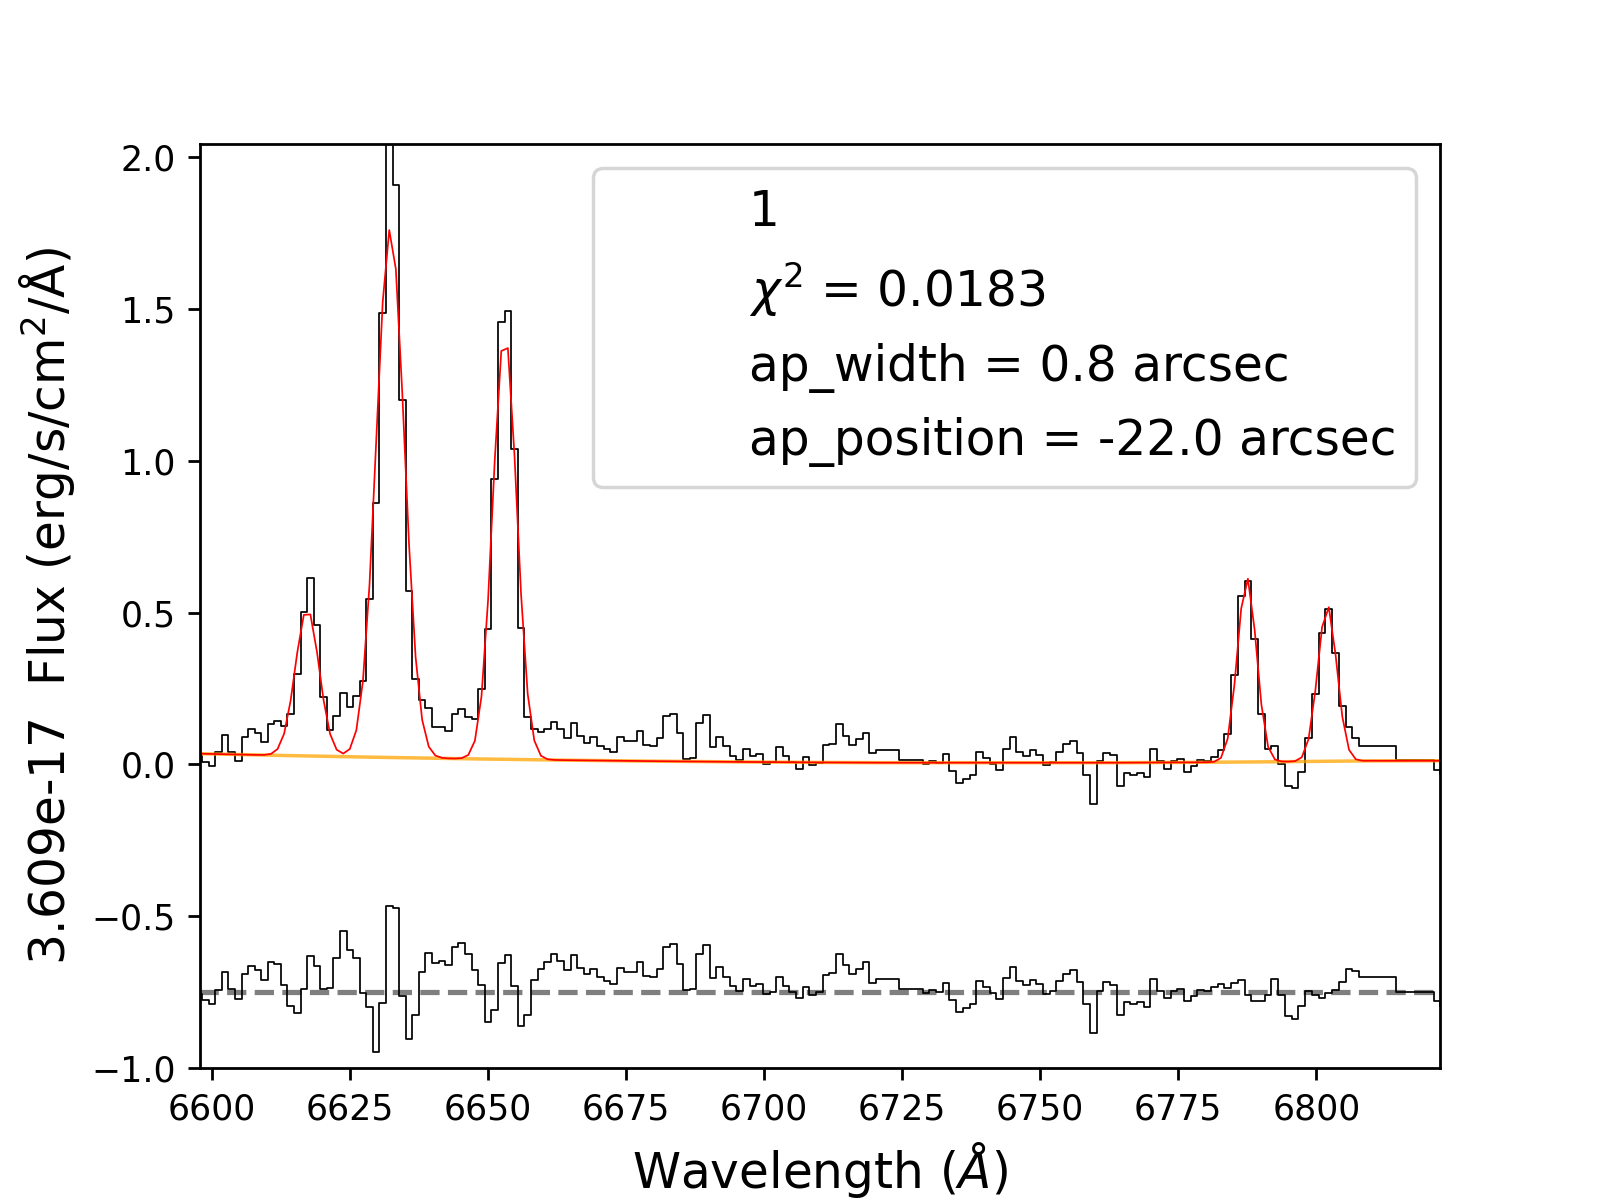 1
χ² = 0.0183
ap_width = 0.8 arcsec
ap_position = -22.0 arcsec
2.0
1.5
1.0
0.5
0.0
−0.5
−1.0
3.609e-17 Flux (erg/s/cm²/Å)
6600 6625 6650 6675 6700 6725 6750 6775 6800
Wavelength (Å)